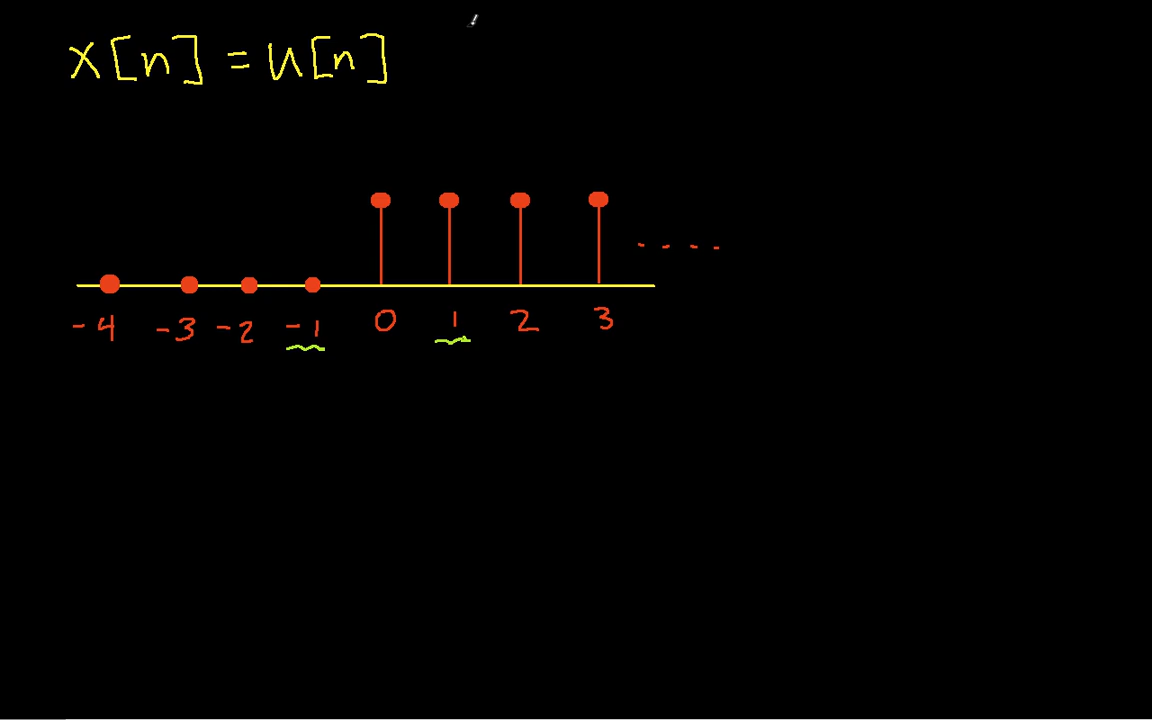 x[n] = u[n]
....
-4 -3 -2 -1 0 1 2 3